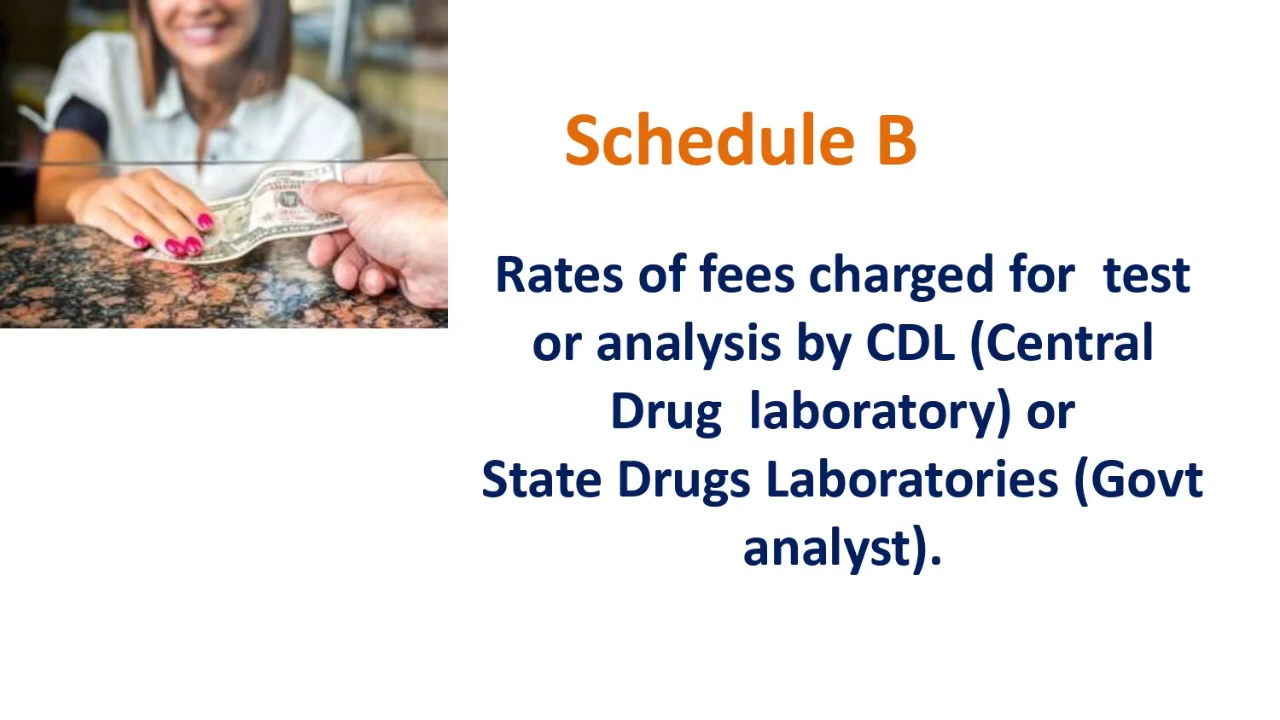 Schedule B
Rates of fees charged for  test
or analysis by CDL (Central
Drug  laboratory) or
State Drugs Laboratories (Govt
analyst).